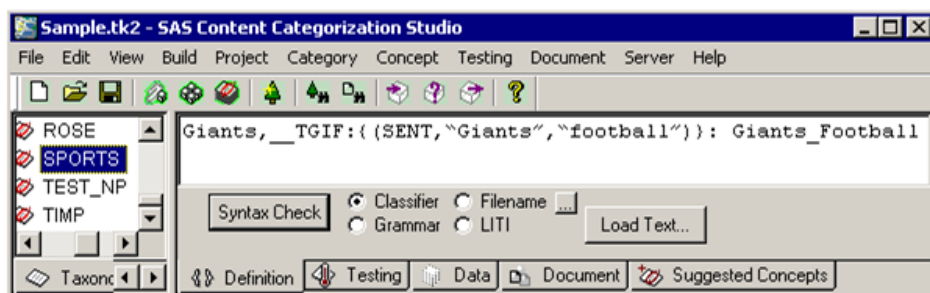 Sample.tk2 - SAS Content Categorization Studio
File Edit View Build Project Category Concept Testing Document Server Help
ROSE
SPORTS
TEST_NP
TIMP
Taxonc
Giants,__TGIF:{(SENT,“Giants”,“football”)}: Giants_Football
Syntax Check
Classifier Filename ...
Grammar LITI
Load Text...
Definition Testing Data Document Suggested Concepts